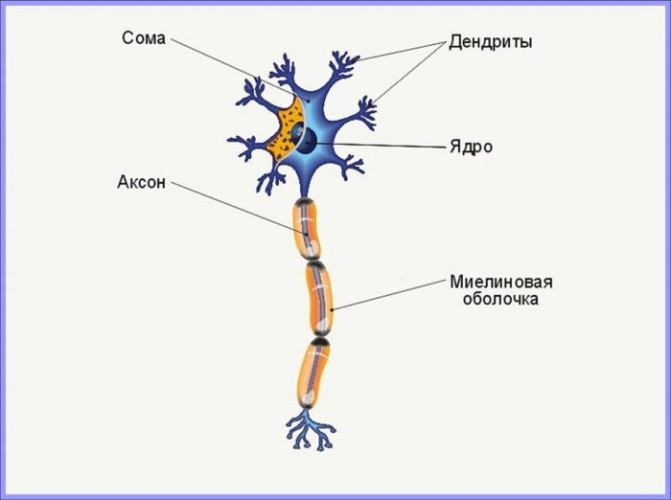 Сома
Дендриты
Ядро
Аксон
Миелиновая
оболочка